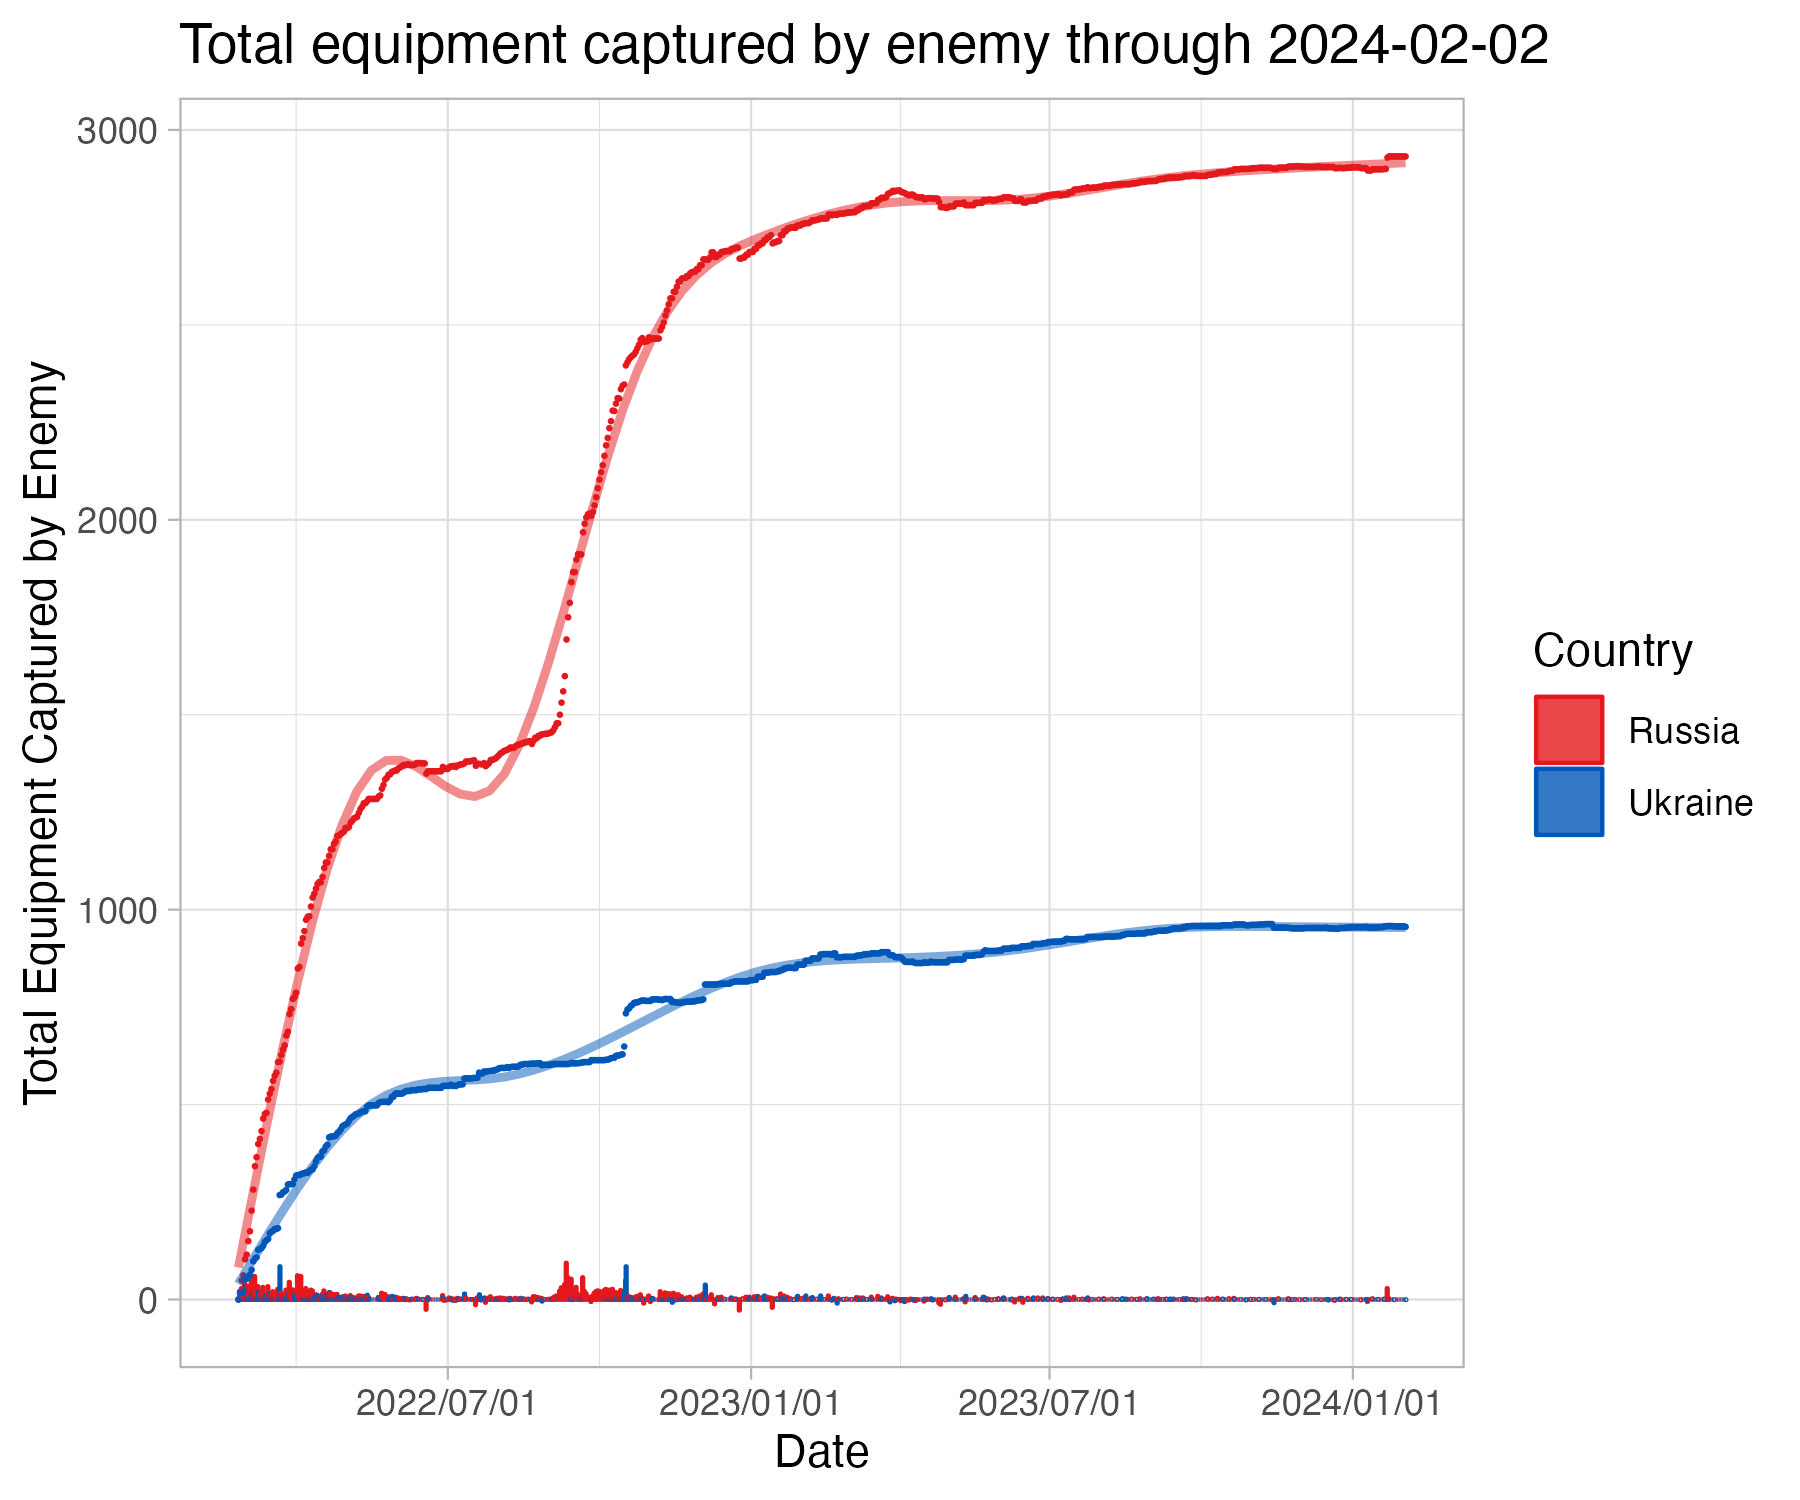 Total equipment captured by enemy through 2024-02-02
Total Equipment Captured by Enemy
3000
2000
1000
0
2022/07/01
2023/01/01
2023/07/01
2024/01/01
Date
Country
Russia
Ukraine